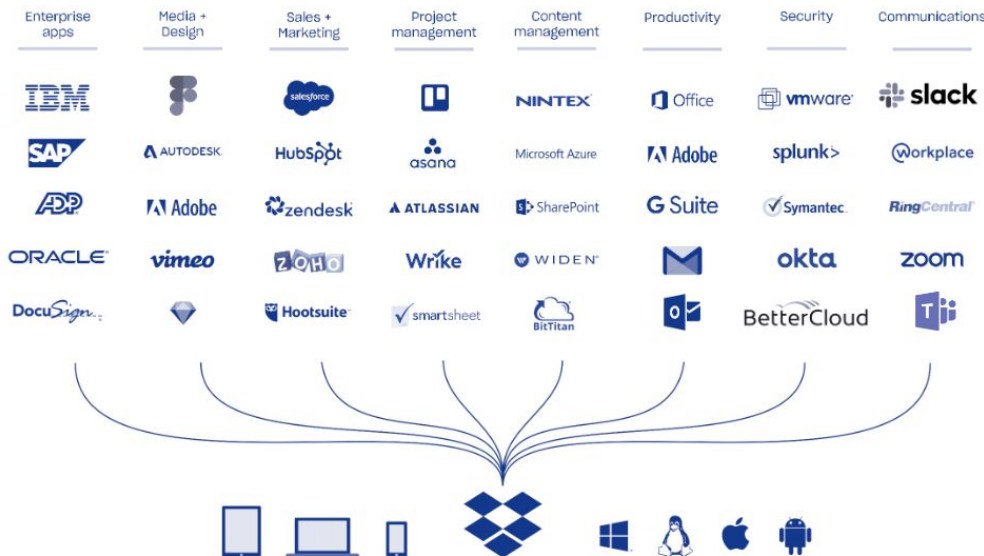 Enterprise apps
Media + Design
Sales + Marketing
Project management
Content management
Productivity
Security
Communications
IBM
salesforce
NINTEX
Office
vmware
slack
SAP
AUTODESK
HubSpot
asana
Microsoft Azure
Adobe
splunk>
workplace
ADP
Adobe
zendesk
ATLASSIAN
SharePoint
G Suite
Symantec
RingCentral
ORACLE
vimeo
ZOHO
Wrike
WIDEN
okta
zoom
DocuSign
Hootsuite
smartsheet
BitTitan
BetterCloud
T